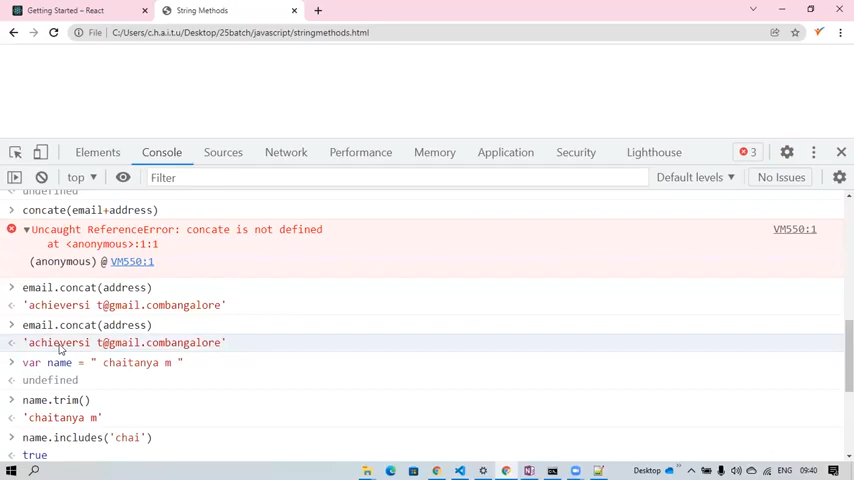 Getting Started – React
String Methods
File
C:/Users/c.h.a.i.t.u/Desktop/25batch/javascript/stringmethods.html
Elements
Console
Sources
Network
Performance
Memory
Application
Security
Lighthouse
3
top
Filter
Default levels
No Issues
undefined
concate(email+address)
Uncaught ReferenceError: concate is not defined
VM550:1
at <anonymous>:1:1
(anonymous) @ VM550:1
email.concat(address)
'achieversi t@gmail.combangalore'
email.concat(address)
'achieversi t@gmail.combangalore'
var name = " chaitanya m "
undefined
name.trim()
'chaitanya m'
name.includes('chai')
true
Desktop
ENG
09:40